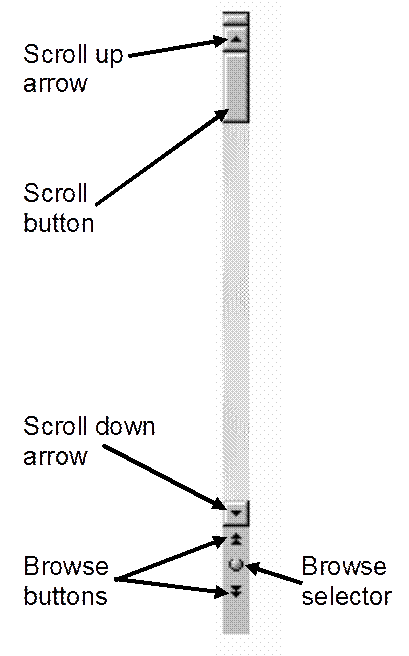 Scroll up
arrow
Scroll
button
Scroll down
arrow
Browse
buttons
Browse
selector